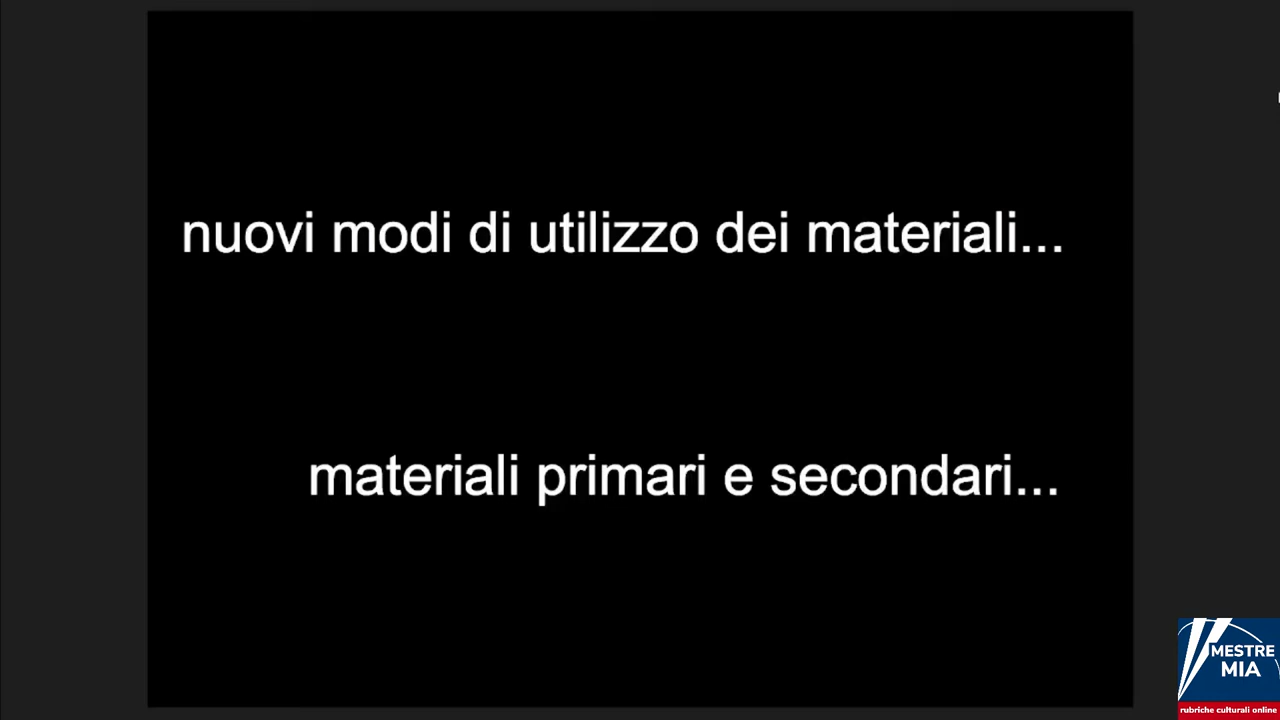 nuovi modi di utilizzo dei materiali...
materiali primari e secondari...
MESTRE
MIA
rubriche culturali online